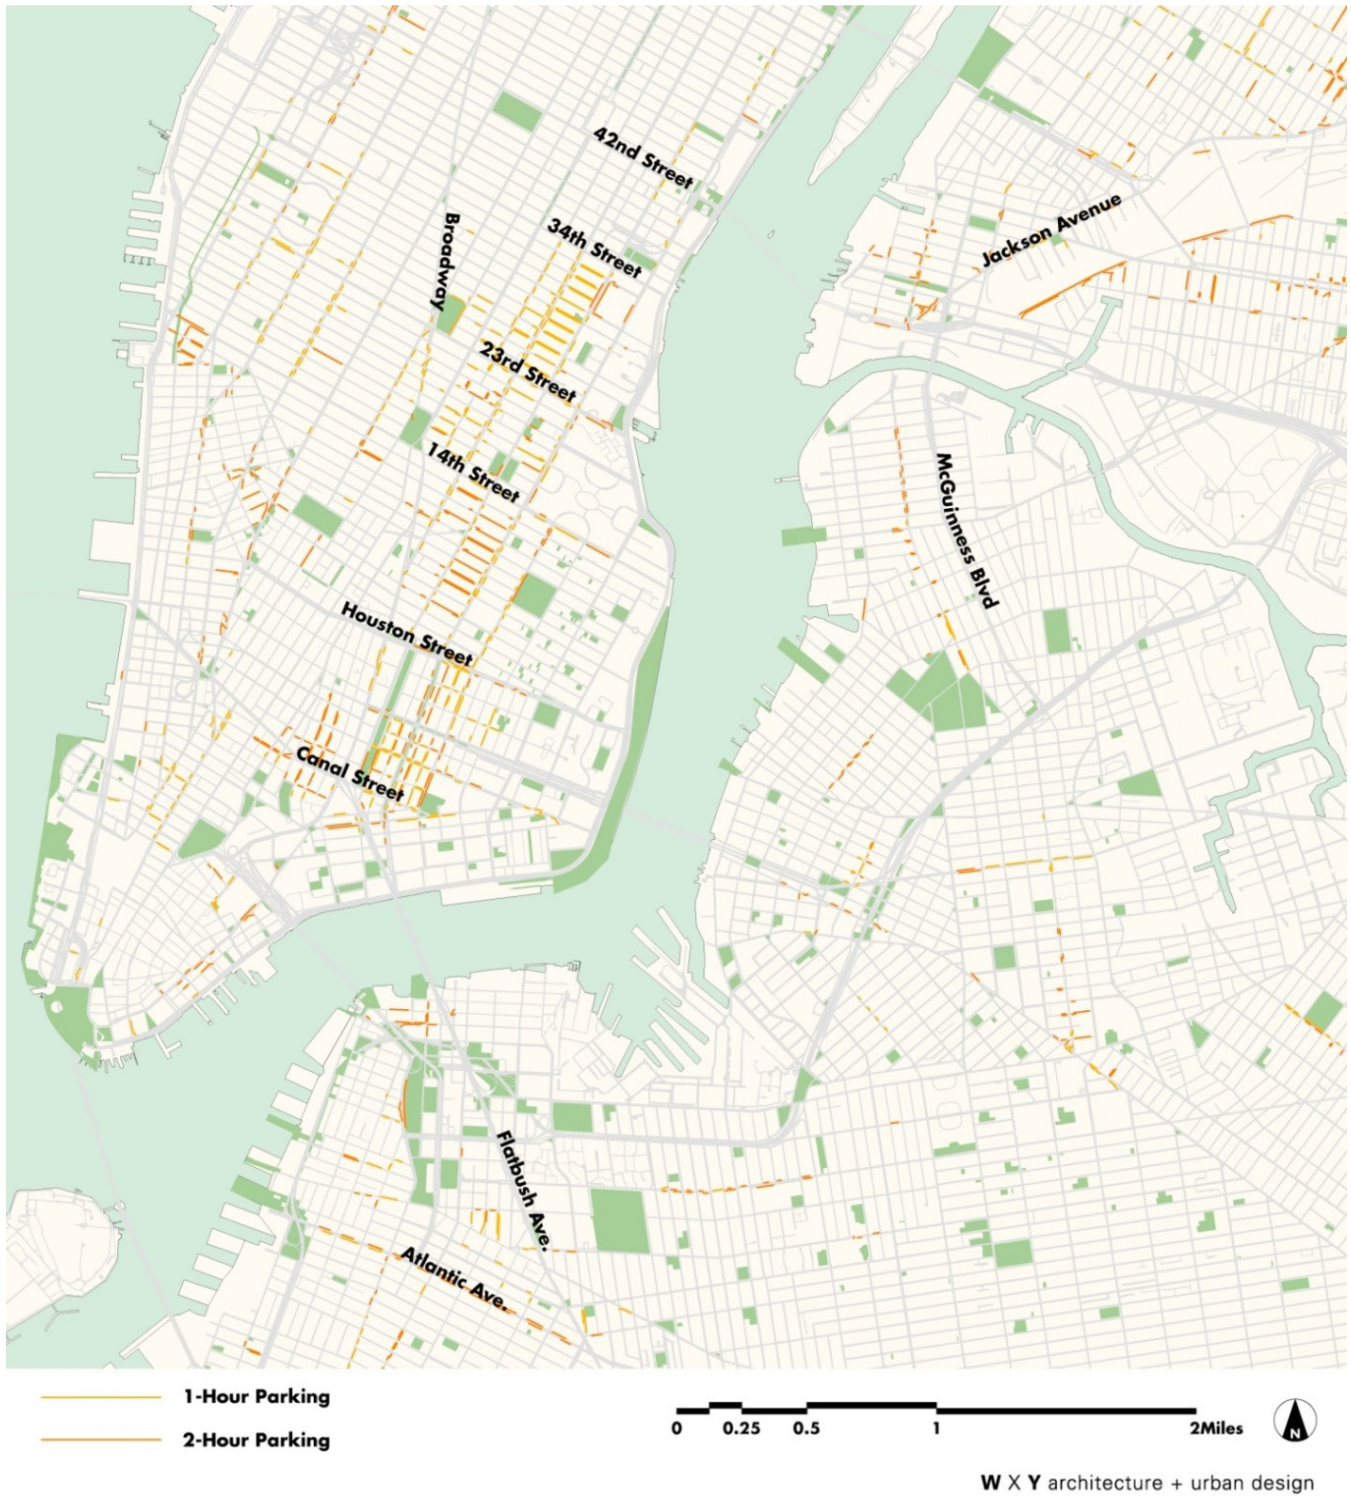 42nd Street
34th Street
Broadway
Jackson Avenue
23rd Street
14th Street
McGuinness Blvd
Houston Street
Canal Street
Flatbush Ave.
Atlantic Ave.
1-Hour Parking
2-Hour Parking
0 0.25 0.5 1 2Miles
N
W X Y architecture + urban design